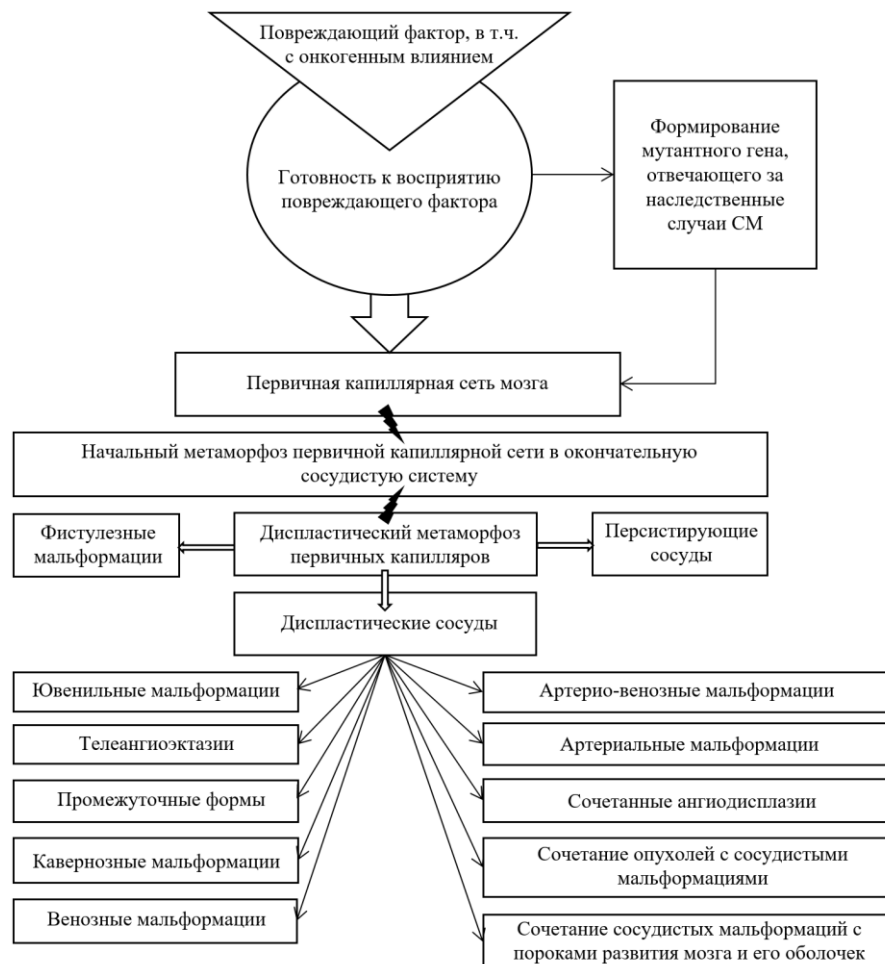 Повреждающий фактор, в т.ч.
с онкогенным влиянием
Готовность к восприятию
повреждающего фактора
Формирование
мутантного гена,
отвечающего за
наследственные
случаи СМ
Первичная капиллярная сеть мозга
Начальный метаморфоз первичной капиллярной сети в окончательную
сосудистую систему
Фистулезные
мальформации
Диспластический метаморфоз
первичных капилляров
Персистирующие
сосуды
Диспластические сосуды
Ювенильные мальформации
Телеангиоэктазии
Промежуточные формы
Кавернозные мальформации
Венозные мальформации
Артерио-венозные мальформации
Артериальные мальформации
Сочетанные ангиодисплазии
Сочетание опухолей с сосудистыми
мальформациями
Сочетание сосудистых мальформаций с
пороками развития мозга и его оболочек